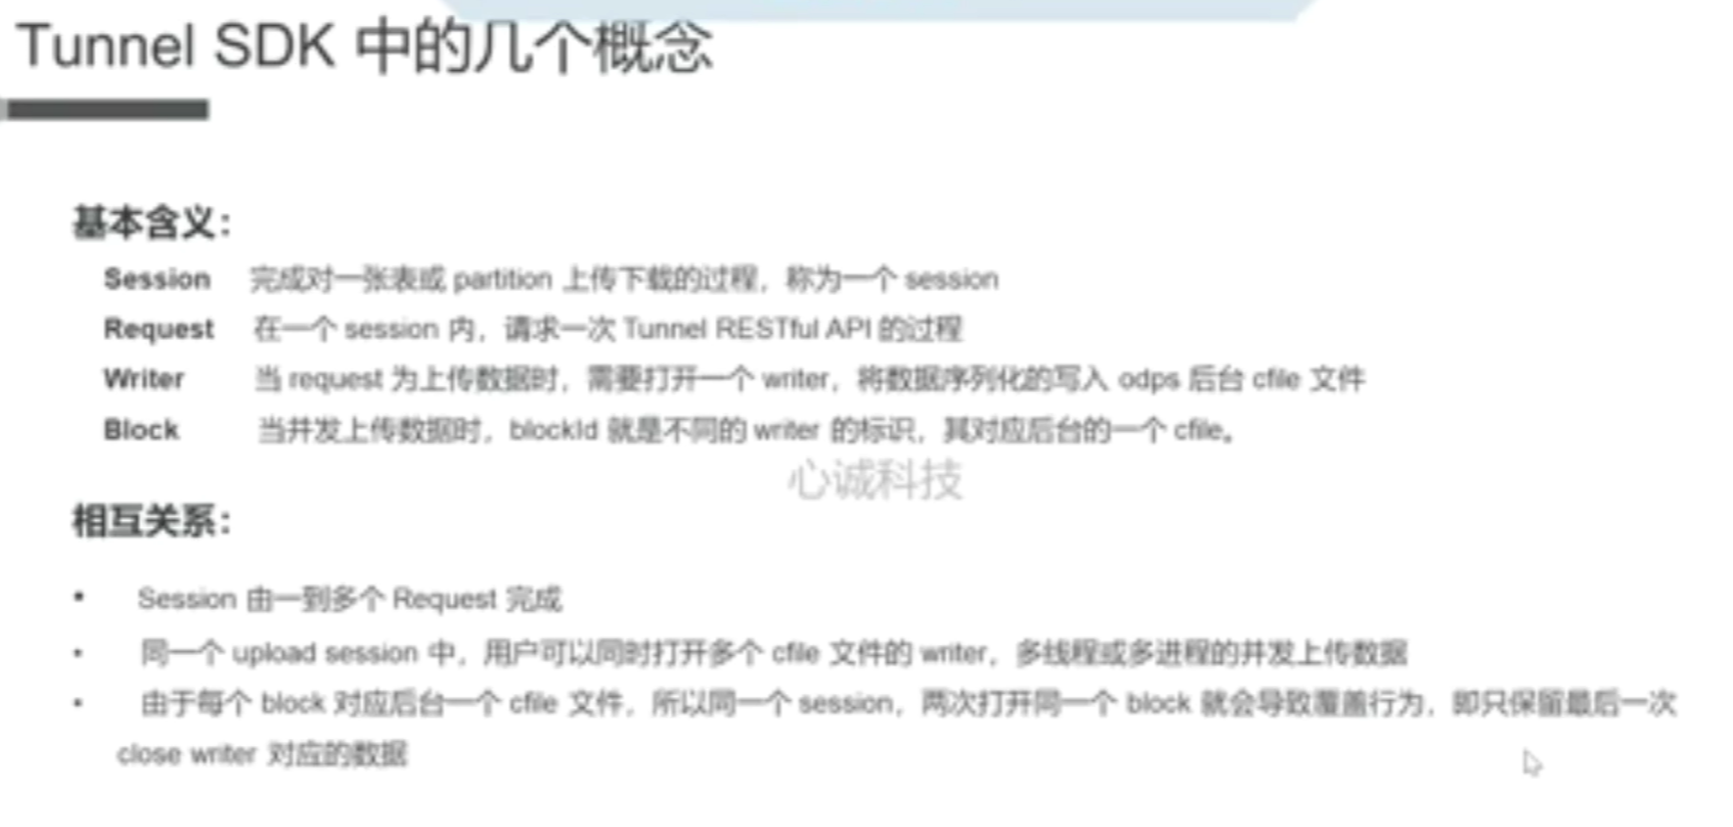 Tunnel SDK 中的几个概念
基本含义：
Session 完成对一张表或 partition 上传下载的过程，称为一个 session
Request 在一个 session 内，请求一次 Tunnel RESTful API 的过程
Writer 当 request 为上传数据时，需要打开一个 writer，将数据序列化的写入 odps 后台 cfile 文件
Block 当并发上传数据时，blockId 就是不同的 writer 的标识，其对应后台的一个 cfile。
心诚科技
相互关系：
• Session 由一到多个 Request 完成
• 同一个 upload session 中，用户可以同时打开多个 cfile 文件的 writer，多线程或多进程的并发上传数据
• 由于每个 block 对应后台一个 cfile 文件，所以同一个 session，两次打开同一个 block 就会导致覆盖行为，即只保留最后一次
close writer 对应的数据